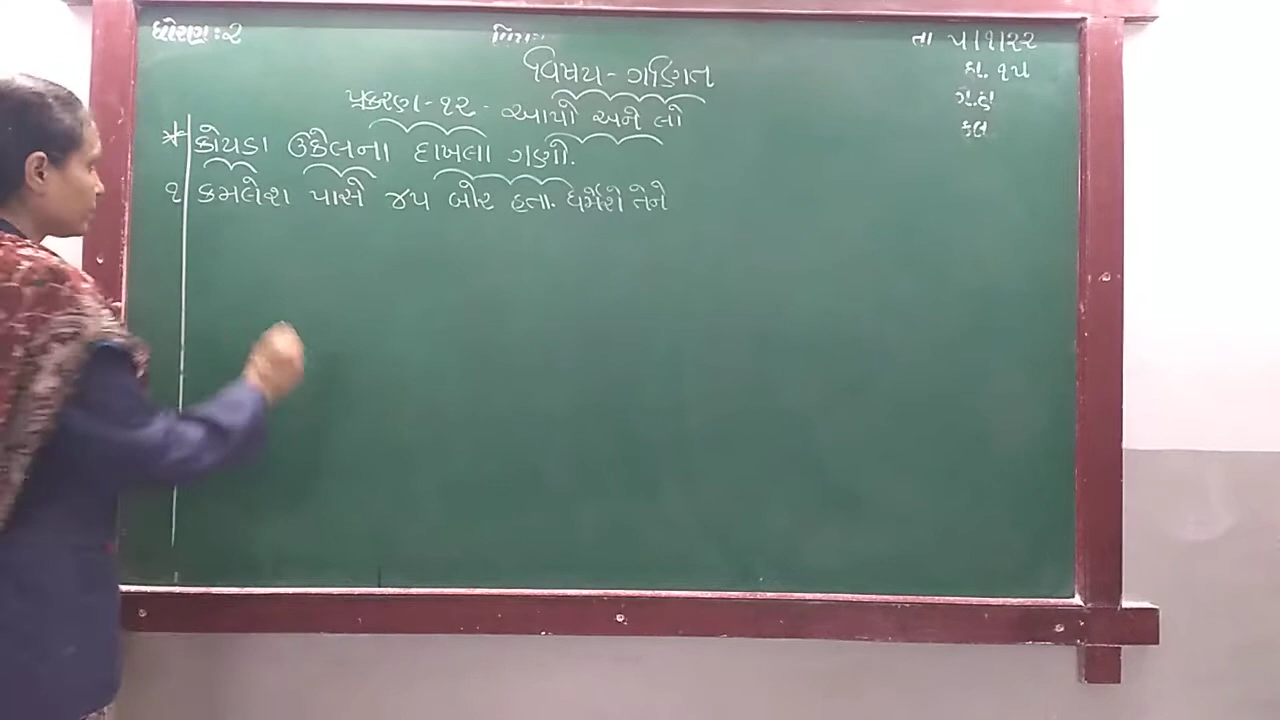 ધોરણ:૨
તા ૫।૧।૨૨
વિષય- ગણિત
હા. ૧૫
પ્રકરણ-૧૨- આપો અને લો
ગે.હા
કુલ
* કોયડા ઉકેલના દાખલા ગણો.
૧ કમલેશ પાસે ૪૫ બોર હતા. ધર્મેશે તેને